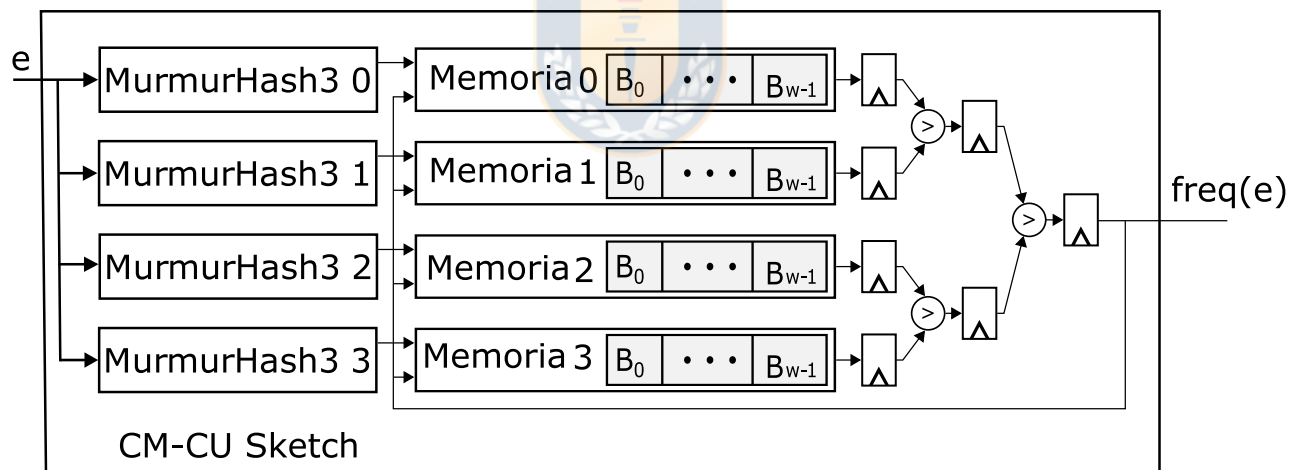 e
MurmurHash3 0
Memoria 0 B₀ • • • Bw-1
>
MurmurHash3 1
Memoria 1 B₀ • • • Bw-1
freq(e)
>
MurmurHash3 2
Memoria 2 B₀ • • • Bw-1
>
MurmurHash3 3
Memoria 3 B₀ • • • Bw-1
CM-CU Sketch